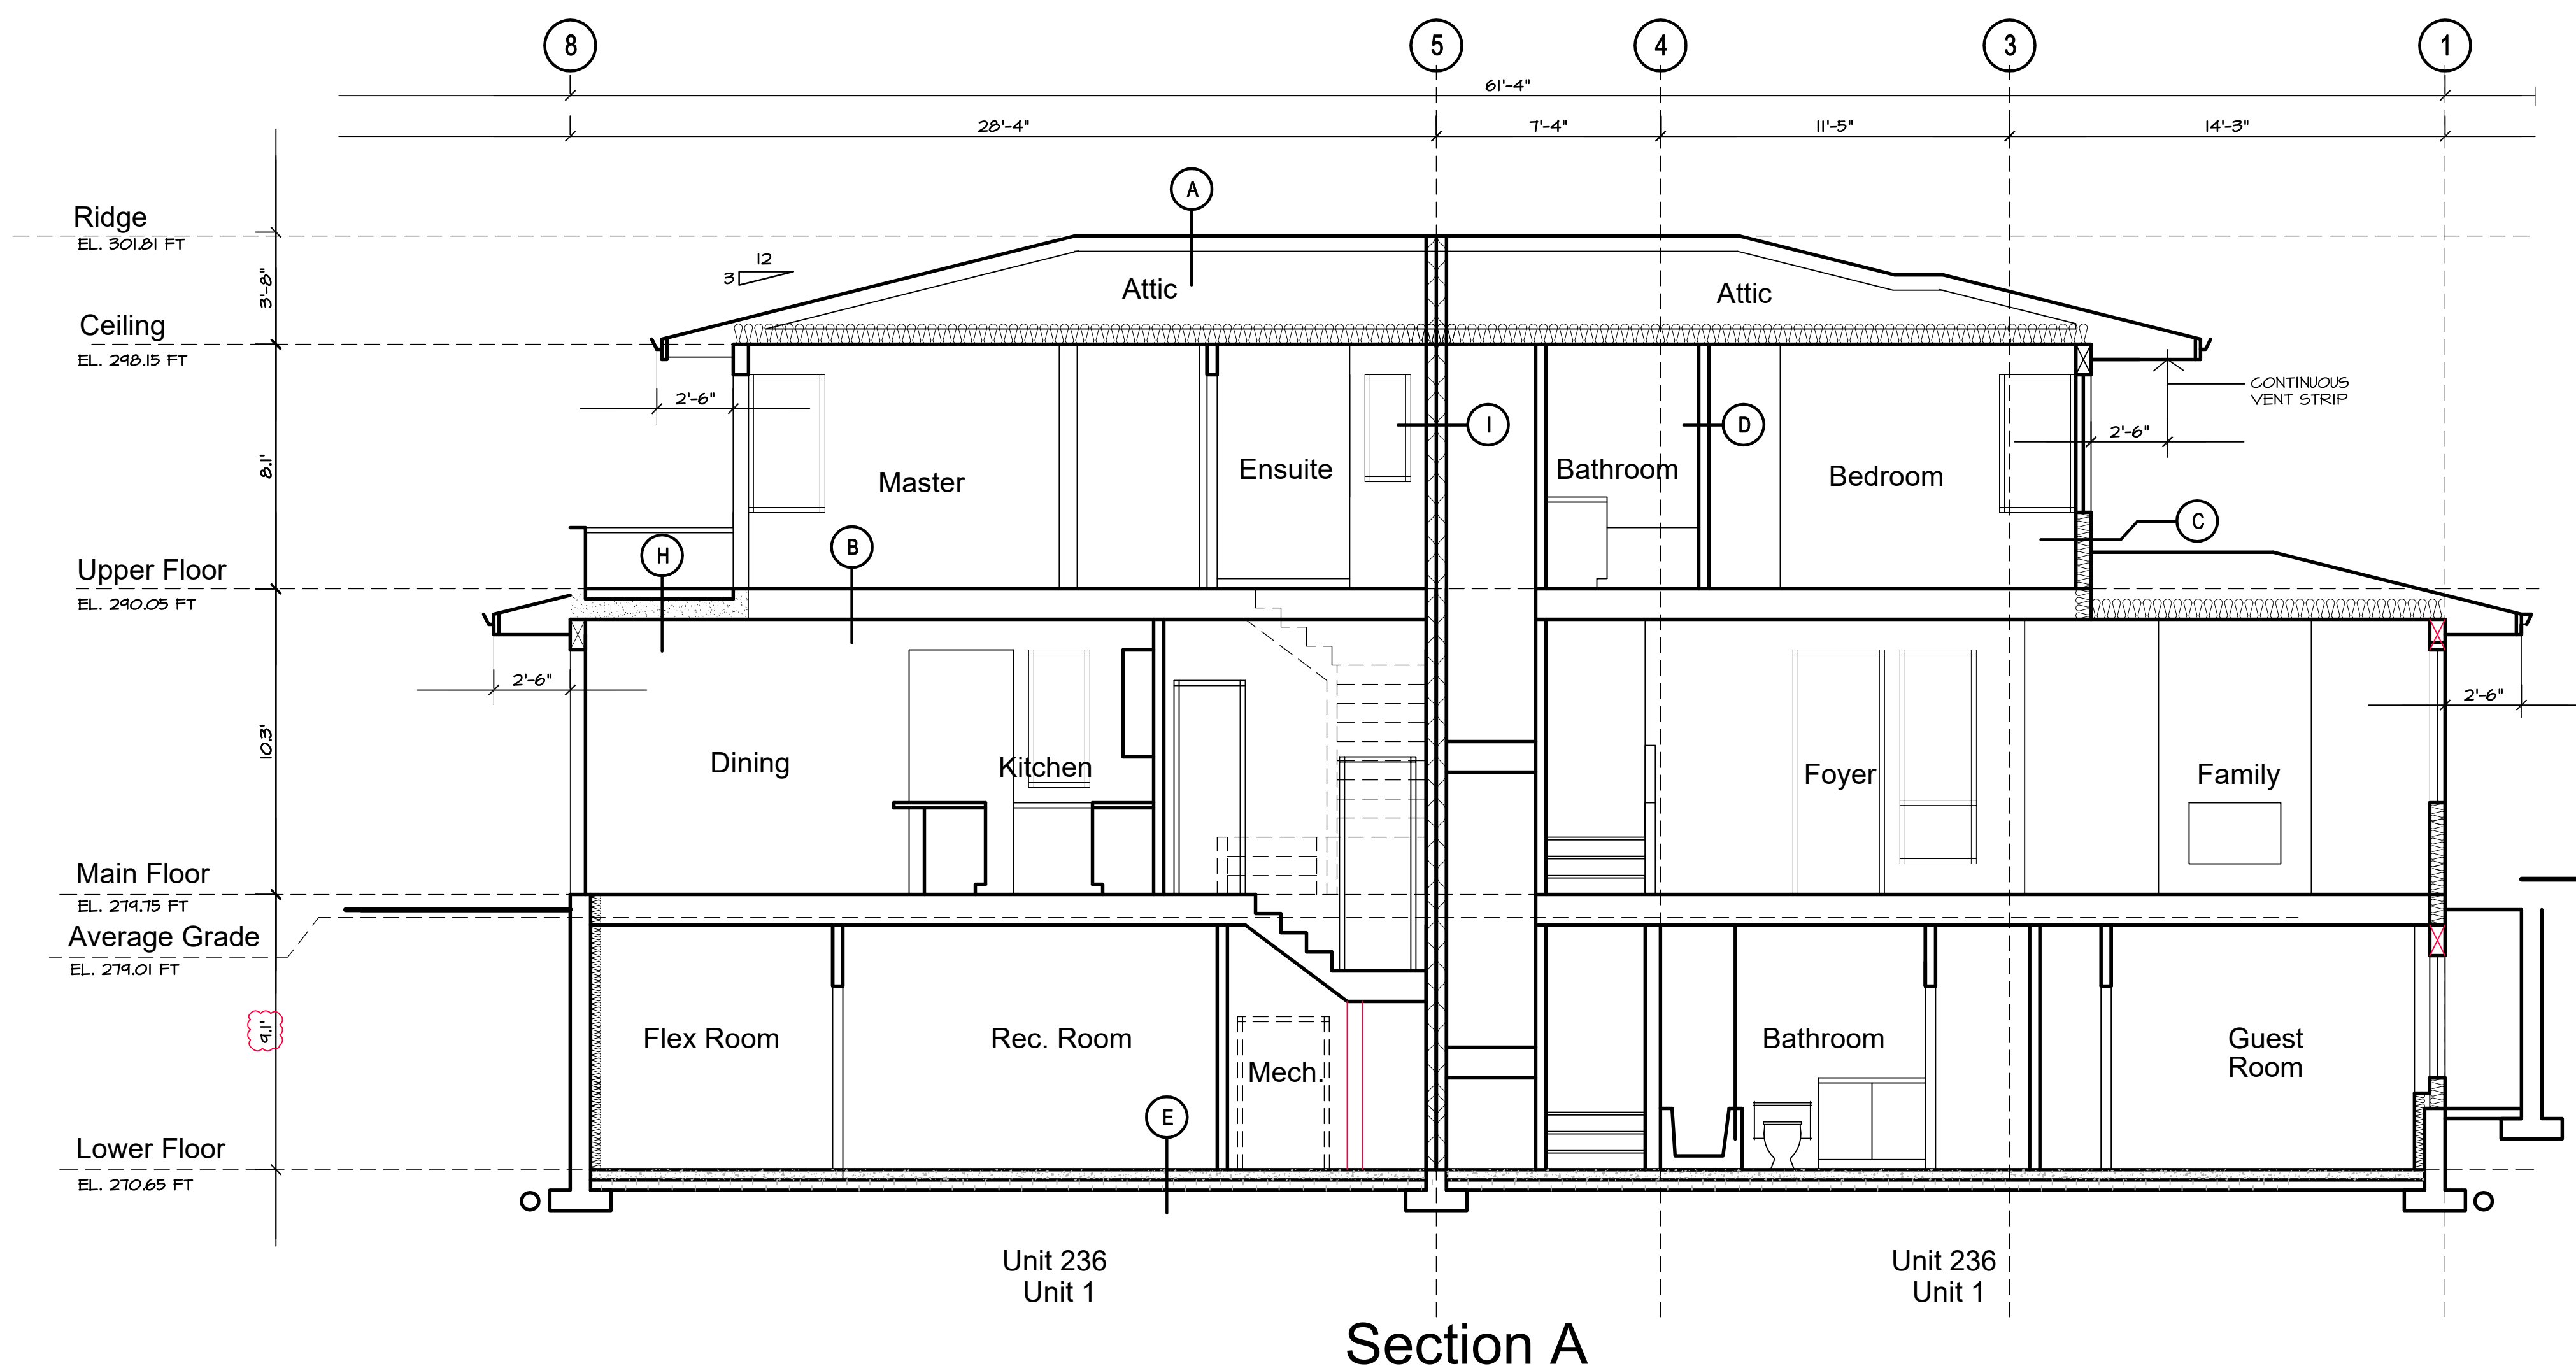 8 5 4 3 1
61'-4"
28'-4" 7'-4" 11'-5" 14'-3"
A
Ridge
EL. 301.81 FT
12
3
3'-8"
Attic Attic
Ceiling
EL. 298.15 FT
CONTINUOUS
VENT STRIP
2'-6" 2'-6"
I D
8.1'
Master Ensuite Bathroom Bedroom
C
H B
Upper Floor
EL. 290.05 FT
2'-6" 2'-6"
10.3'
Dining Kitchen Foyer Family
Main Floor
EL. 279.75 FT
Average Grade
EL. 279.01 FT
9.1'
Flex Room Rec. Room Mech. Bathroom Guest
Room
E
Lower Floor
EL. 270.65 FT
Unit 236 Unit 236
Unit 1 Unit 1
Section A